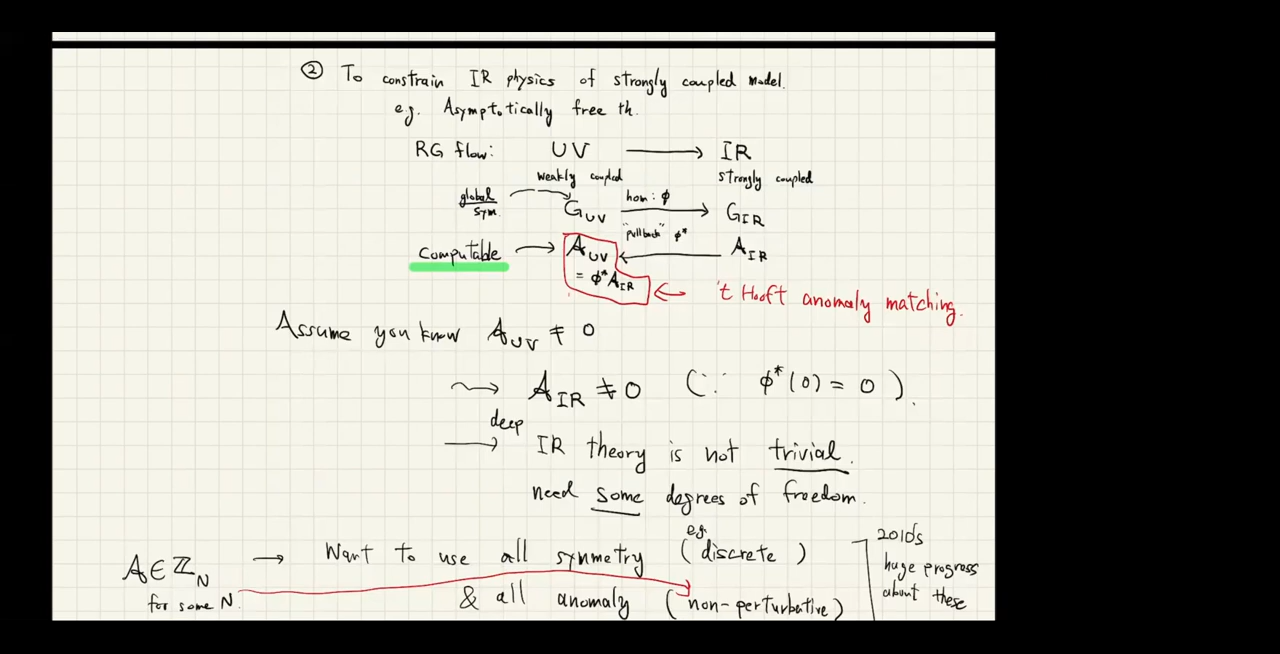 ② To constrain IR physics of strongly coupled model.
e.g. Asymptotically free th.
RG flow: UV ⟶ IR
weakly coupled strongly coupled
global sym. G_UV hom: ϕ ⟶ G_IR
computable ⟶ A_UV "pullback" ϕ* ⟵ A_IR
= ϕ* A_IR ← 't Hooft anomaly matching.
Assume you know A_UV ≠ 0
⇝ A_IR ≠ 0 (∵ ϕ*(0) = 0).
deep
⟶ IR theory is not trivial.
need some degrees of freedom.
A ∈ ℤ_N → Want to use all symmetry (e.g. discrete)
for some N. & all anomaly (non-perturbative)
2010's
huge progress
about these